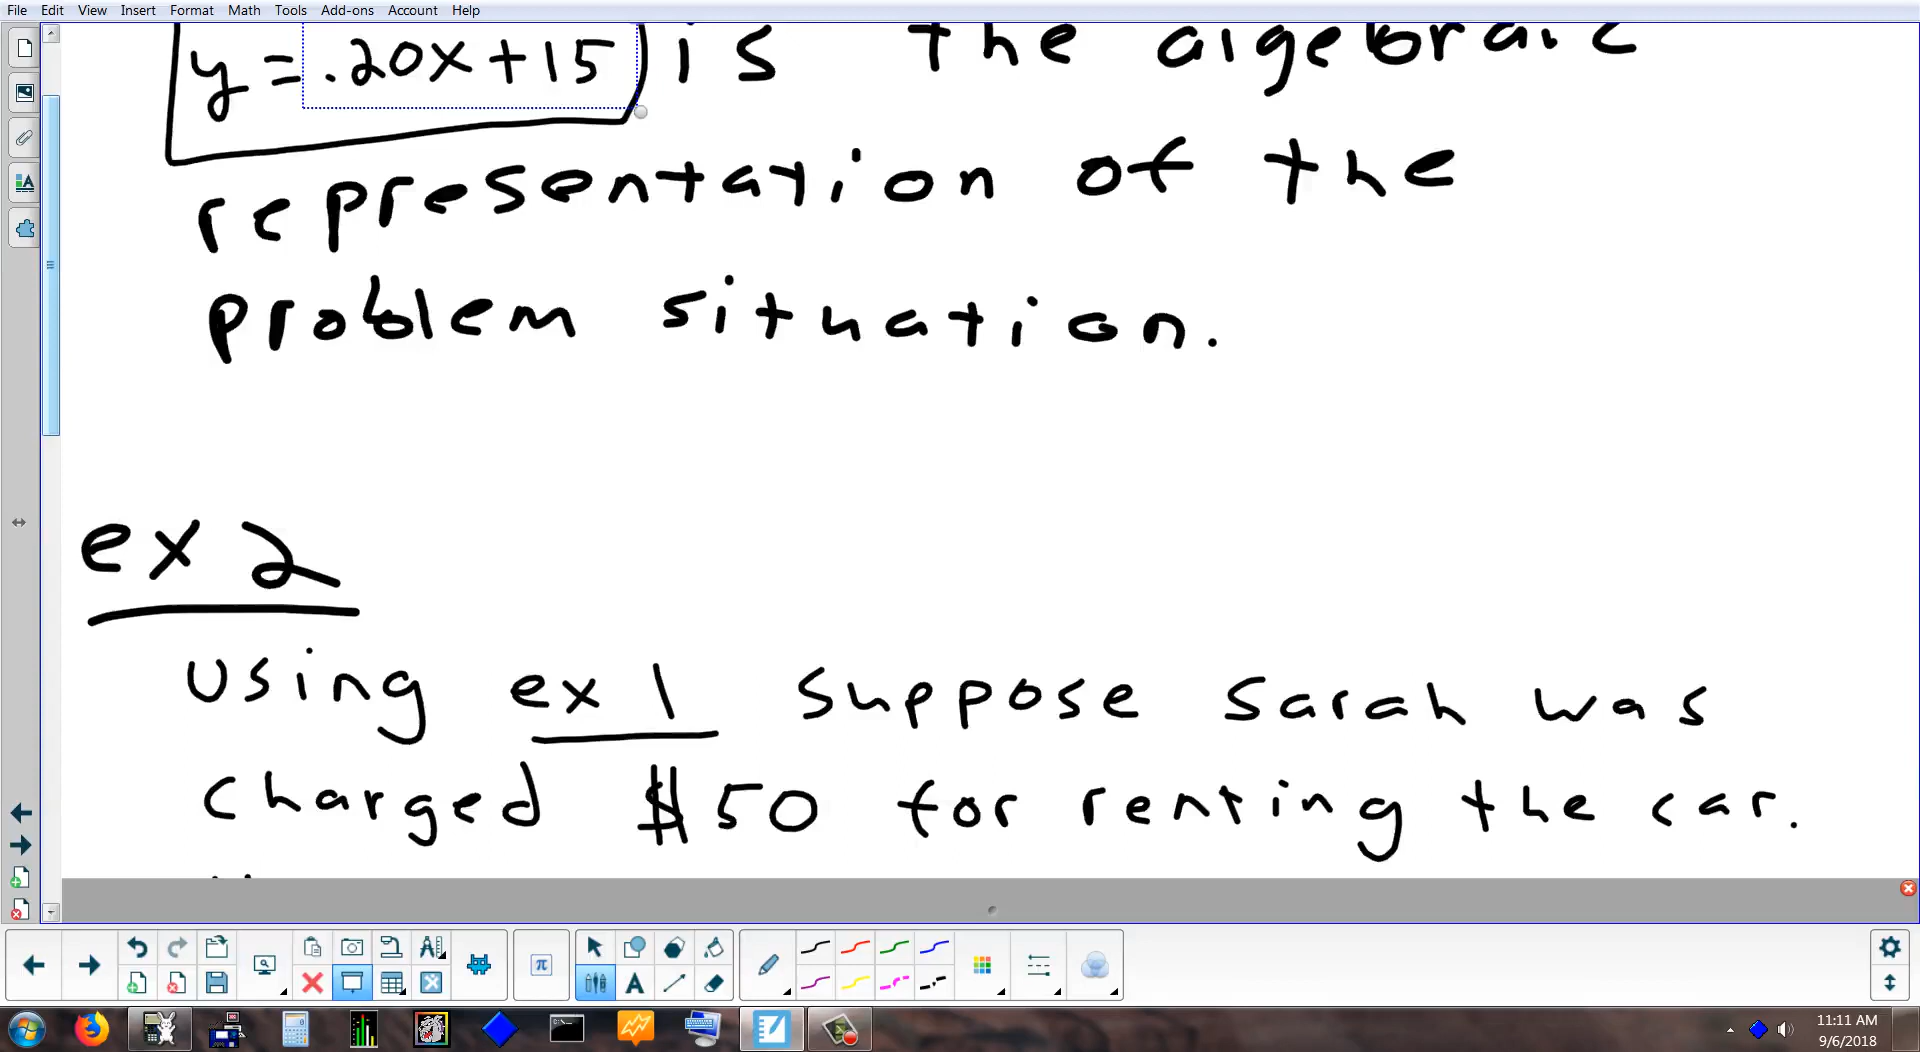 File Edit View Insert Format Math Tools Add-ons Account Help
y = .20x + 15 is the algebraic
representation of the
problem situation.
ex 2
Using ex 1 suppose Sarah was
charged $50 for renting the car.
11:11 AM
9/6/2018